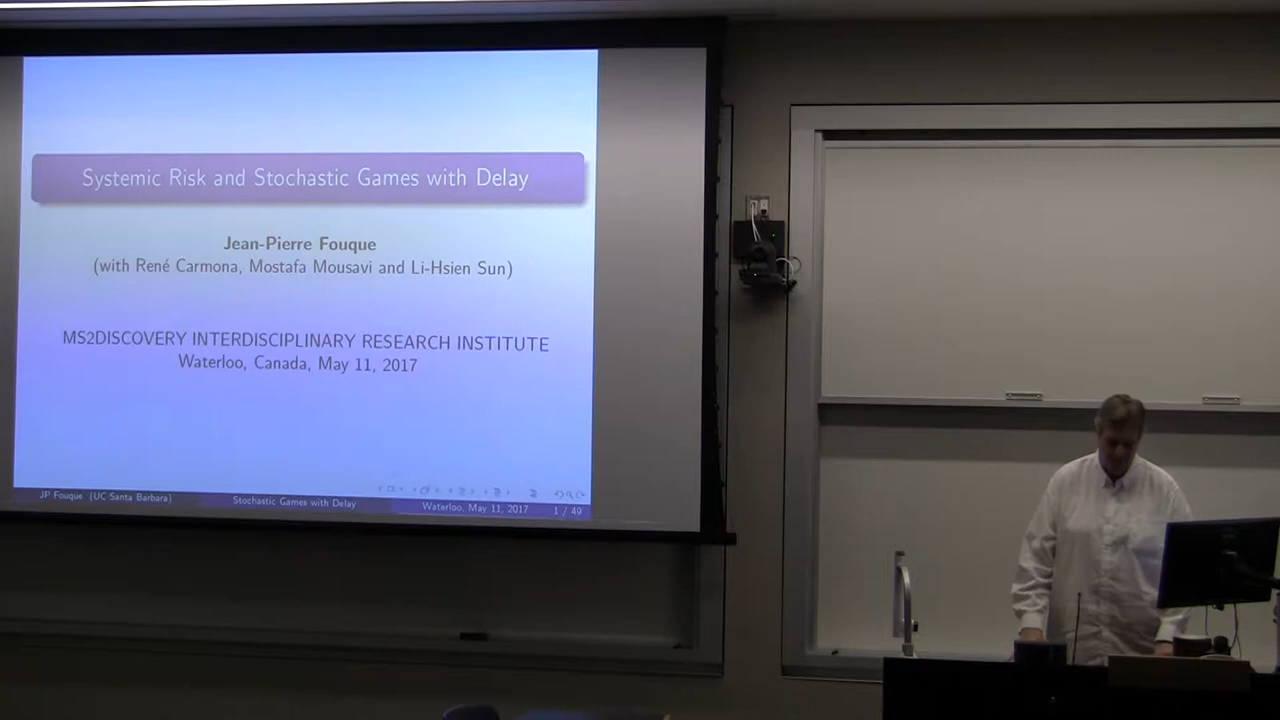 Systemic Risk and Stochastic Games with Delay
Jean-Pierre Fouque
(with René Carmona, Mostafa Mousavi and Li-Hsien Sun)
MS2DISCOVERY INTERDISCIPLINARY RESEARCH INSTITUTE
Waterloo, Canada, May 11, 2017
JP Fouque (UC Santa Barbara) Stochastic Games with Delay Waterloo, May 11, 2017 1 / 49